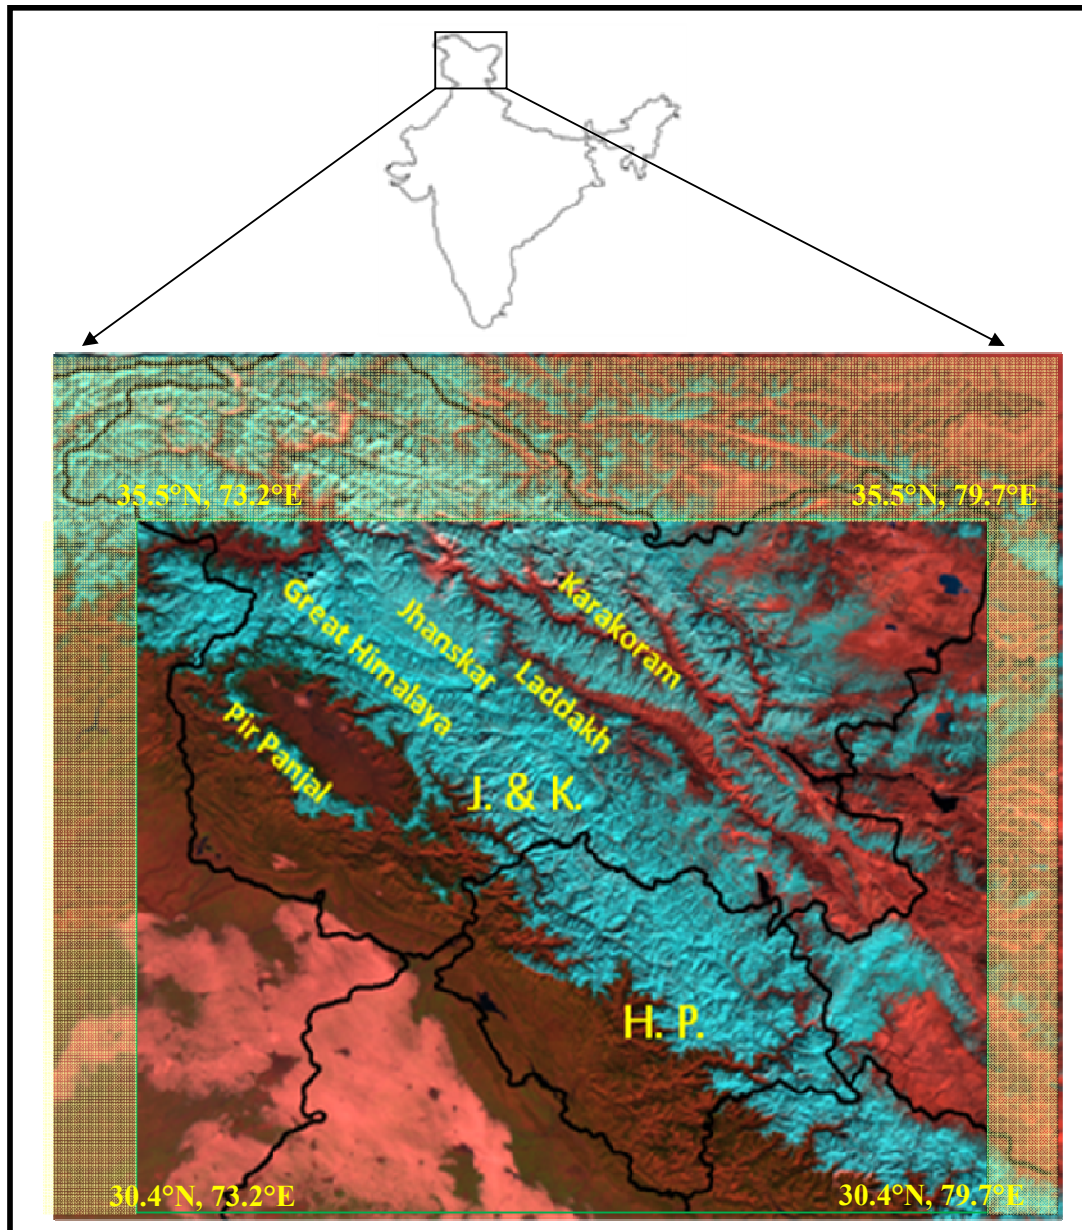 35.5°N, 73.2°E
35.5°N, 79.7°E
Karakoram
Jhanskar
Great Himalaya
Laddakh
Pir Panjal
J. & K.
H. P.
30.4°N, 73.2°E
30.4°N, 79.7°E